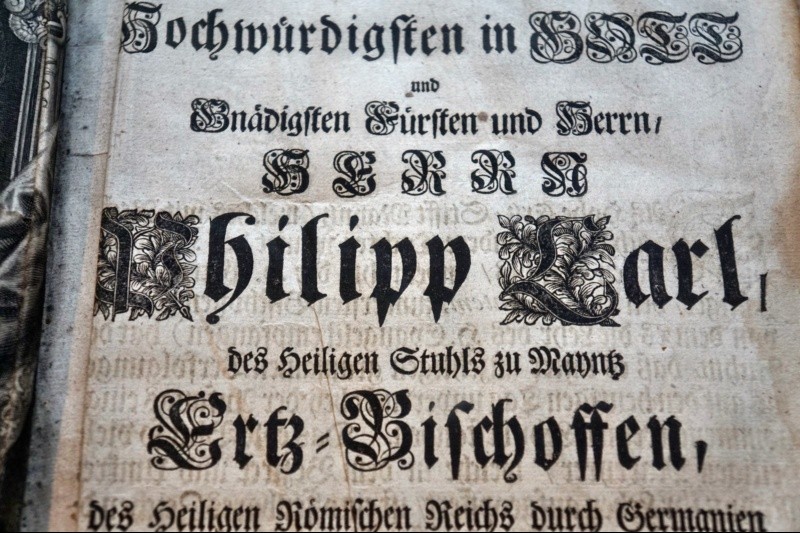 Hochwürdigsten in GOTT
und
Gnädigsten Fürsten und Herrn,
HERRN
Philipp Carl,
des Heiligen Stuhls zu Mayntz
Ertz-Bischoffen,
des Heiligen Römischen Reichs durch Germanien